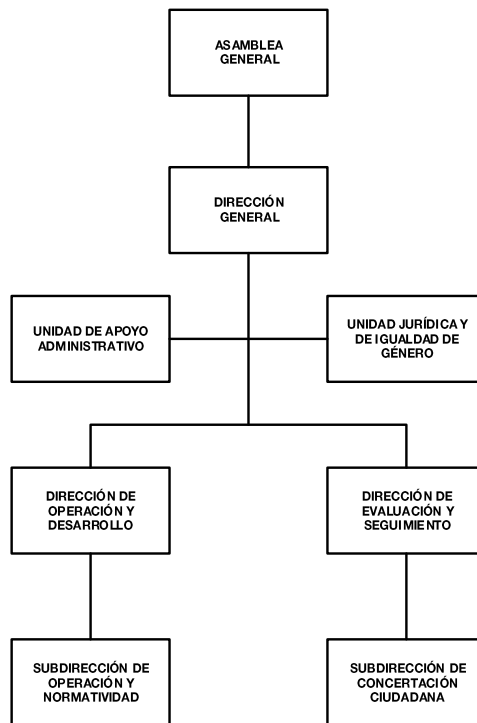 ASAMBLEA
GENERAL
DIRECCIÓN
GENERAL
UNIDAD DE APOYO
ADMINISTRATIVO
UNIDAD JURÍDICA Y
DE IGUALDAD DE
GÉNERO
DIRECCIÓN DE
OPERACIÓN Y
DESARROLLO
DIRECCIÓN DE
EVALUACIÓN Y
SEGUIMIENTO
SUBDIRECCIÓN DE
OPERACIÓN Y
NORMATIVIDAD
SUBDIRECCIÓN DE
CONCERTACIÓN
CIUDADANA